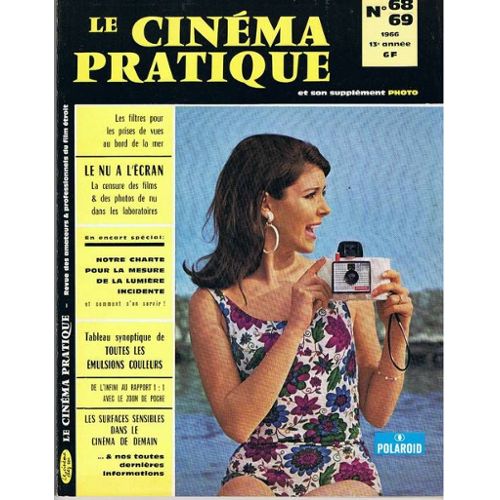 LE CINÉMA
PRATIQUE
N° 68
69
1966
13e année
6 F
et son supplément PHOTO
Les filtres pour
les prises de vues
au bord de la mer
LE NU A L'ÉCRAN
La censure des films
& des photos de nu
dans les laboratoires
En encart spécial:
NOTRE CHARTE
POUR LA MESURE
DE LA LUMIÈRE
INCIDENTE
et comment s'en servir !
Tableau synoptique de
TOUTES LES
ÉMULSIONS COULEURS
DE L'INFINI AU RAPPORT 1 : 1
AVEC LE ZOOM DE POCHE
LES SURFACES SENSIBLES
DANS LE
CINÉMA DE DEMAIN
... & nos toutes
dernières
informations
LE CINÉMA PRATIQUE - Revue des amateurs & professionnels du film étroit
POLAROID